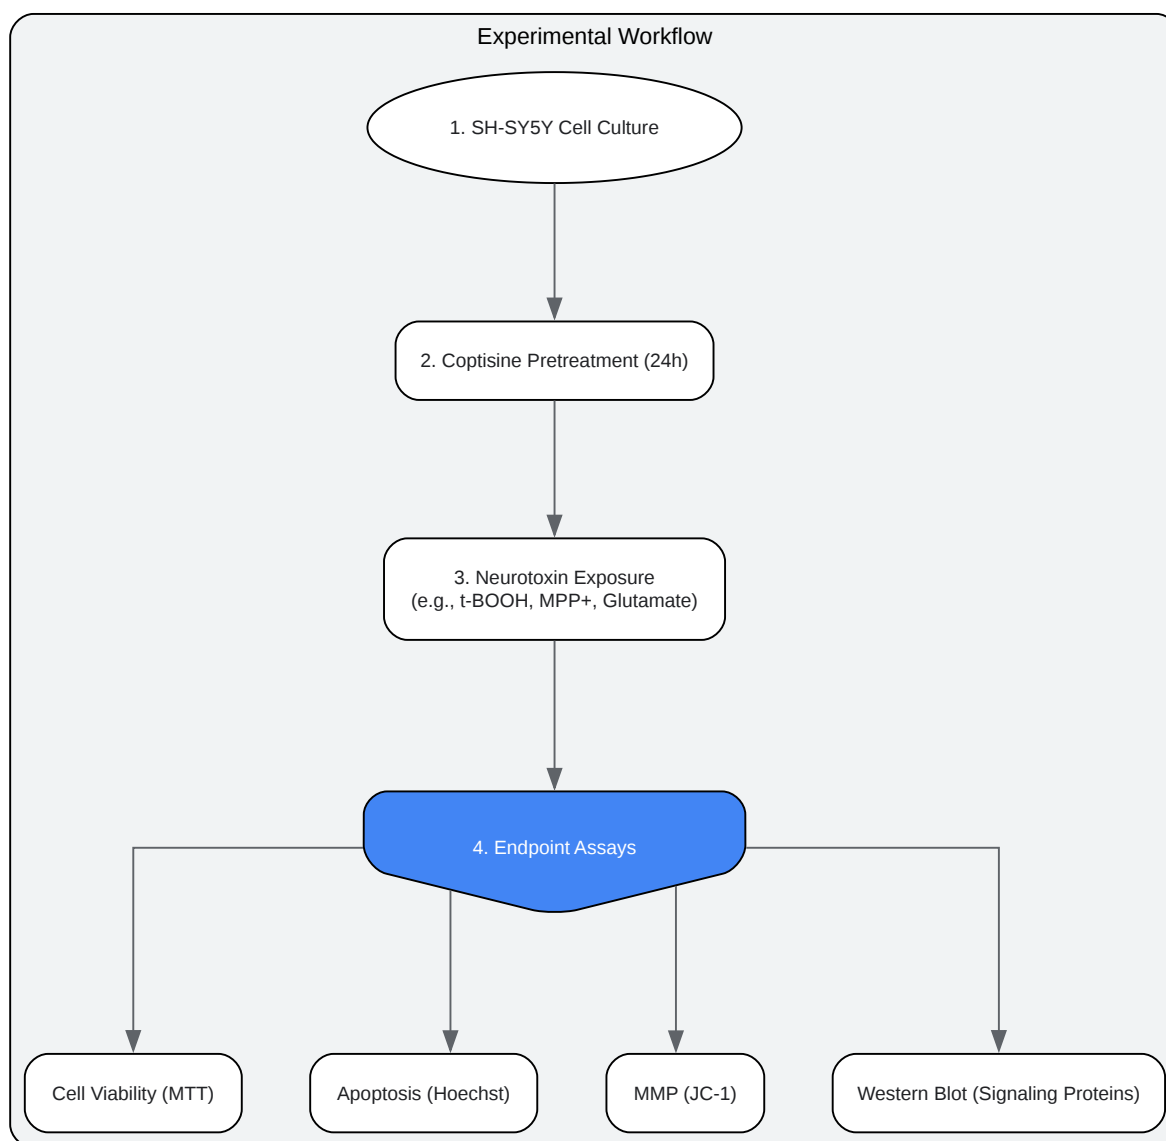 Experimental Workflow
1. SH-SY5Y Cell Culture
2. Coptisine Pretreatment (24h)
3. Neurotoxin Exposure
(e.g., t-BOOH, MPP+, Glutamate)
4. Endpoint Assays
Cell Viability (MTT)
Apoptosis (Hoechst)
MMP (JC-1)
Western Blot (Signaling Proteins)